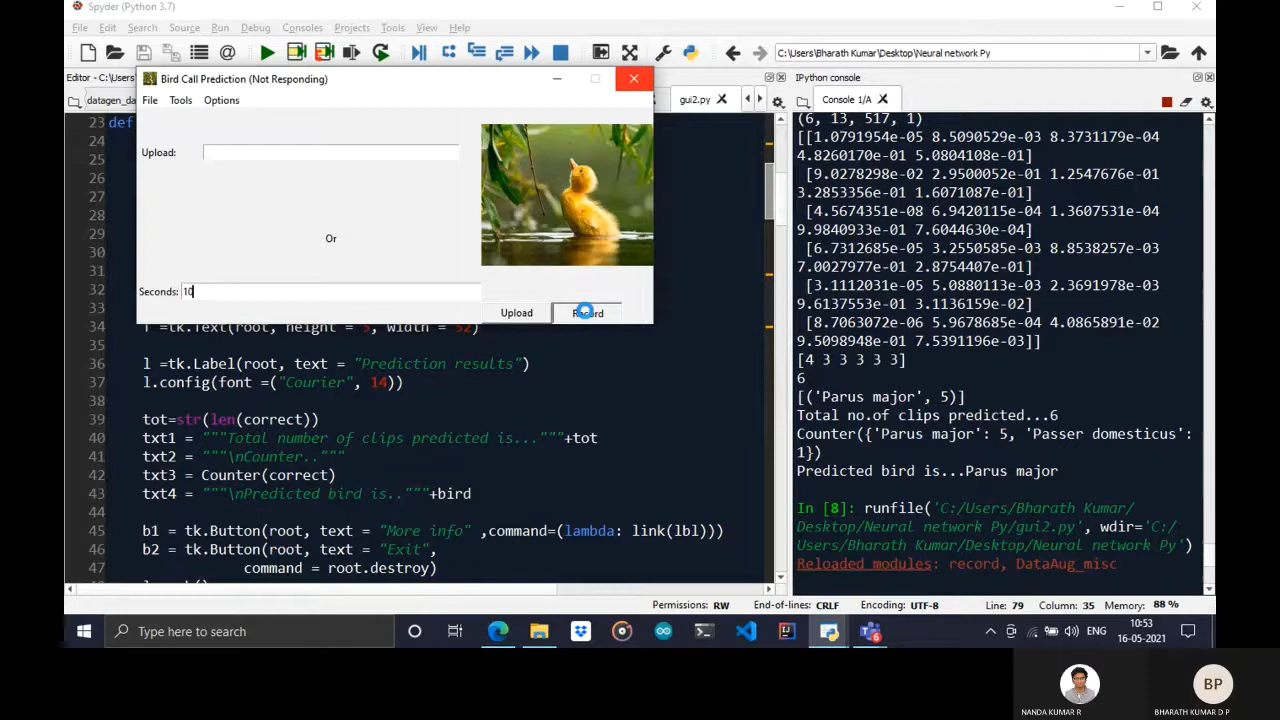 Spyder (Python 3.7)
File Edit Search Source Run Debug Consoles Projects Tools View Help
C:\Users\Bharath Kumar\Desktop\Neural network Py
Editor - C:\Users
datagen_da
gui2.py
Bird Call Prediction (Not Responding)
File Tools Options
Upload:
Or
Seconds: 10
Upload Record
23 def
24
25
26
27
28
29
30
31
32
33
34 l =tk.Text(root, height = 5, width = 52)
35
36 l =tk.Label(root, text = "Prediction results")
37 l.config(font =("Courier", 14))
38
39 tot=str(len(correct))
40 txt1 = """Total number of clips predicted is..."""+tot
41 txt2 = """\nCounter.."""
42 txt3 = Counter(correct)
43 txt4 = """\nPredicted bird is.."""+bird
44
45 b1 = tk.Button(root, text = "More info" ,command=(lambda: link(lbl)))
46 b2 = tk.Button(root, text = "Exit",
47 command = root.destroy)
IPython console
Console 1/A
(6, 13, 517, 1)
[[1.0791954e-05 8.5090529e-03 8.3731179e-04
4.8260170e-01 5.0804108e-01]
[9.0278298e-02 2.9500052e-01 1.2547676e-01
3.2853356e-01 1.6071087e-01]
[4.5674351e-08 6.9420115e-04 1.3607531e-04
9.9840933e-01 7.6044630e-04]
[6.7312685e-04 3.2550585e-03 8.8538257e-03
7.0027977e-01 2.8754407e-01]
[3.1112031e-05 5.0880113e-03 2.3691978e-03
9.6137553e-01 3.1136159e-02]
[8.7063072e-06 5.9678685e-04 4.0865891e-02
9.5098948e-01 7.5391196e-03]]
[4 3 3 3 3 3]
6
[('Parus major', 5)]
Total no.of clips predicted...6
Counter({'Parus major': 5, 'Passer domesticus':
1})
Predicted bird is...Parus major
In [8]: runfile('C:/Users/Bharath Kumar/
Desktop/Neural network Py/gui2.py', wdir='C:/
Users/Bharath Kumar/Desktop/Neural network Py')
Reloaded modules: record, DataAug_misc
Permissions: RW End-of-lines: CRLF Encoding: UTF-8 Line: 79 Column: 35 Memory: 88 %
Type here to search
ENG
10:53
16-05-2021
6
BP
NANDA KUMAR R
BHARATH KUMAR D P